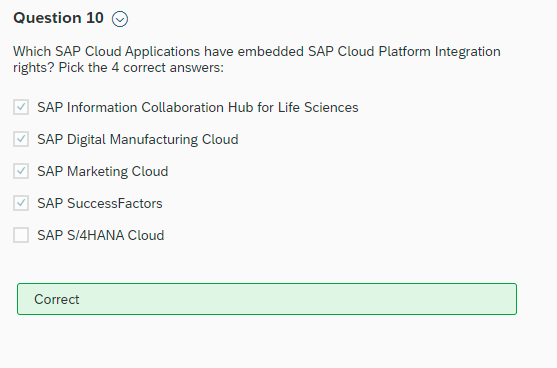 Question 10
Which SAP Cloud Applications have embedded SAP Cloud Platform Integration
rights? Pick the 4 correct answers:
SAP Information Collaboration Hub for Life Sciences
SAP Digital Manufacturing Cloud
SAP Marketing Cloud
SAP SuccessFactors
SAP S/4HANA Cloud
Correct